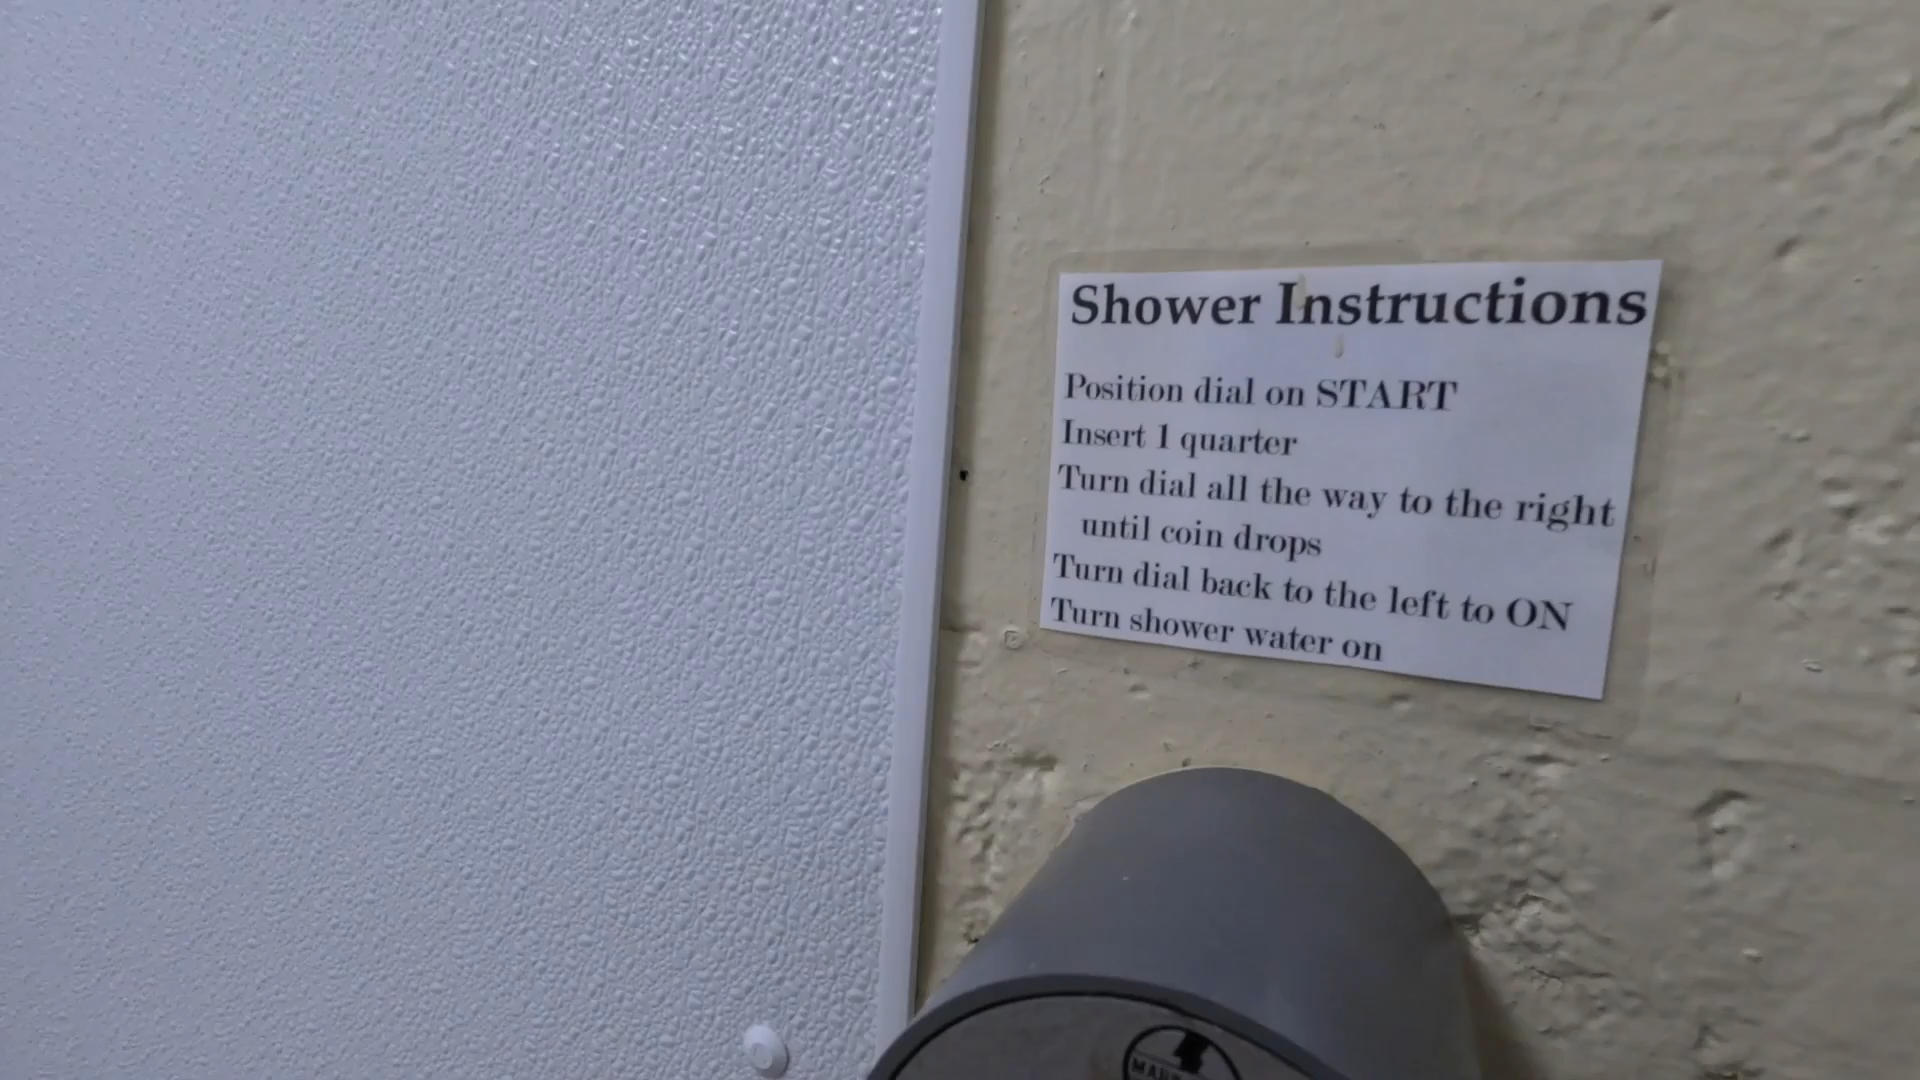 Shower Instructions
Position dial on START
Insert 1 quarter
Turn dial all the way to the right
until coin drops
Turn dial back to the left to ON
Turn shower water on